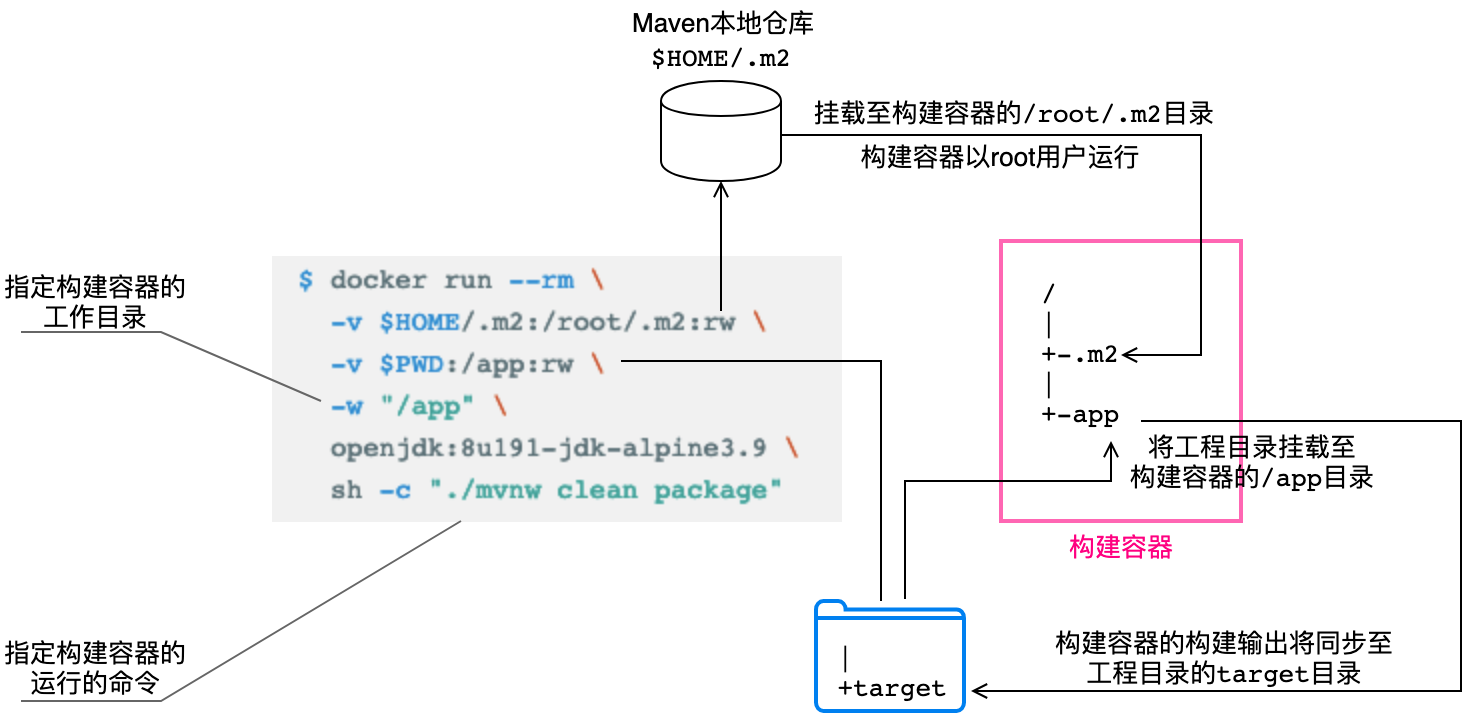 Maven本地仓库
$HOME/.m2
挂载至构建容器的/root/.m2目录
构建容器以root用户运行
指定构建容器的
工作目录
$ docker run --rm \
-v $HOME/.m2:/root/.m2:rw \
-v $PWD:/app:rw \
-w "/app" \
openjdk:8u191-jdk-alpine3.9 \
sh -c "./mvnw clean package"
/
|
+-.m2
|
+-app
将工程目录挂载至
构建容器的/app目录
构建容器
指定构建容器的
运行的命令
|
+target
构建容器的构建输出将同步至
工程目录的target目录